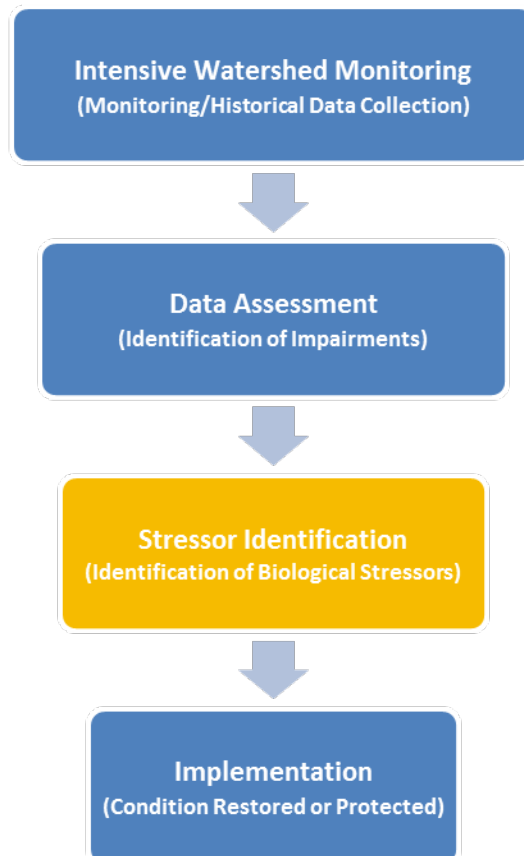 Intensive Watershed Monitoring
(Monitoring/Historical Data Collection)
Data Assessment
(Identification of Impairments)
Stressor Identification
(Identification of Biological Stressors)
Implementation
(Condition Restored or Protected)